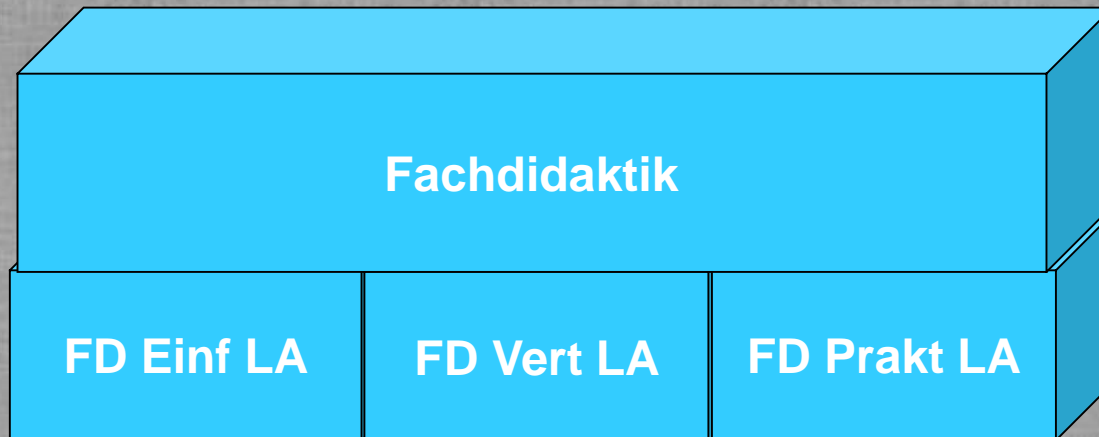 Fachdidaktik
FD Einf LA
FD Vert LA
FD Prakt LA